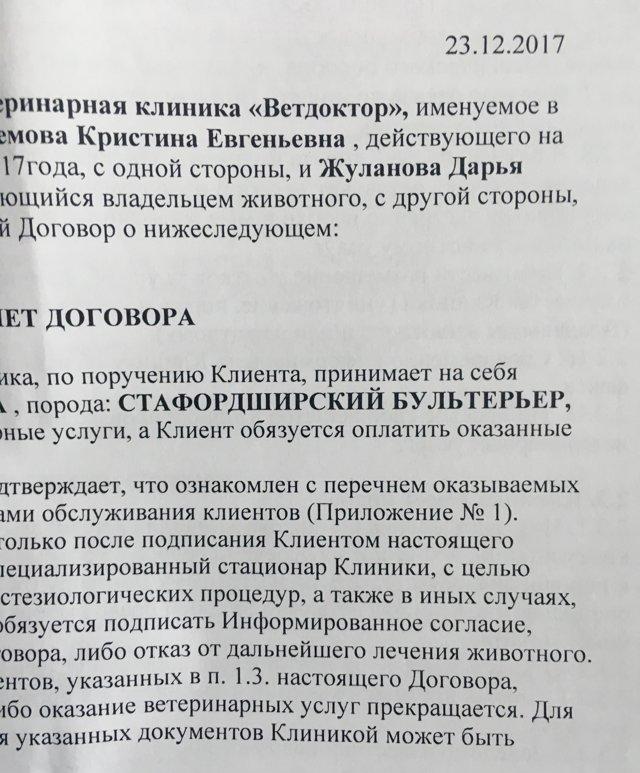 23.12.2017
еринарная клиника «Ветдоктор», именуемое в
емова Кристина Евгеньевна , действующего на
17года, с одной стороны, и Жуланова Дарья
ющийся владельцем животного, с другой стороны,
й Договор о нижеследующем:
МЕТ ДОГОВОРА
ика, по поручению Клиента, принимает на себя
А , порода: СТАФОРДШИРСКИЙ БУЛЬТЕРЬЕР,
рные услуги, а Клиент обязуется оплатить оказанные
дтверждает, что ознакомлен с перечнем оказываемых
ами обслуживания клиентов (Приложение № 1).
только после подписания Клиентом настоящего
пециализированный стационар Клиники, с целью
стезиологических процедур, а также в иных случаях,
обязуется подписать Информированное согласие,
говора, либо отказ от дальнейшего лечения животного.
ентов, указанных в п. 1.3. настоящего Договора,
ибо оказание ветеринарных услуг прекращается. Для
я указанных документов Клиникой может быть